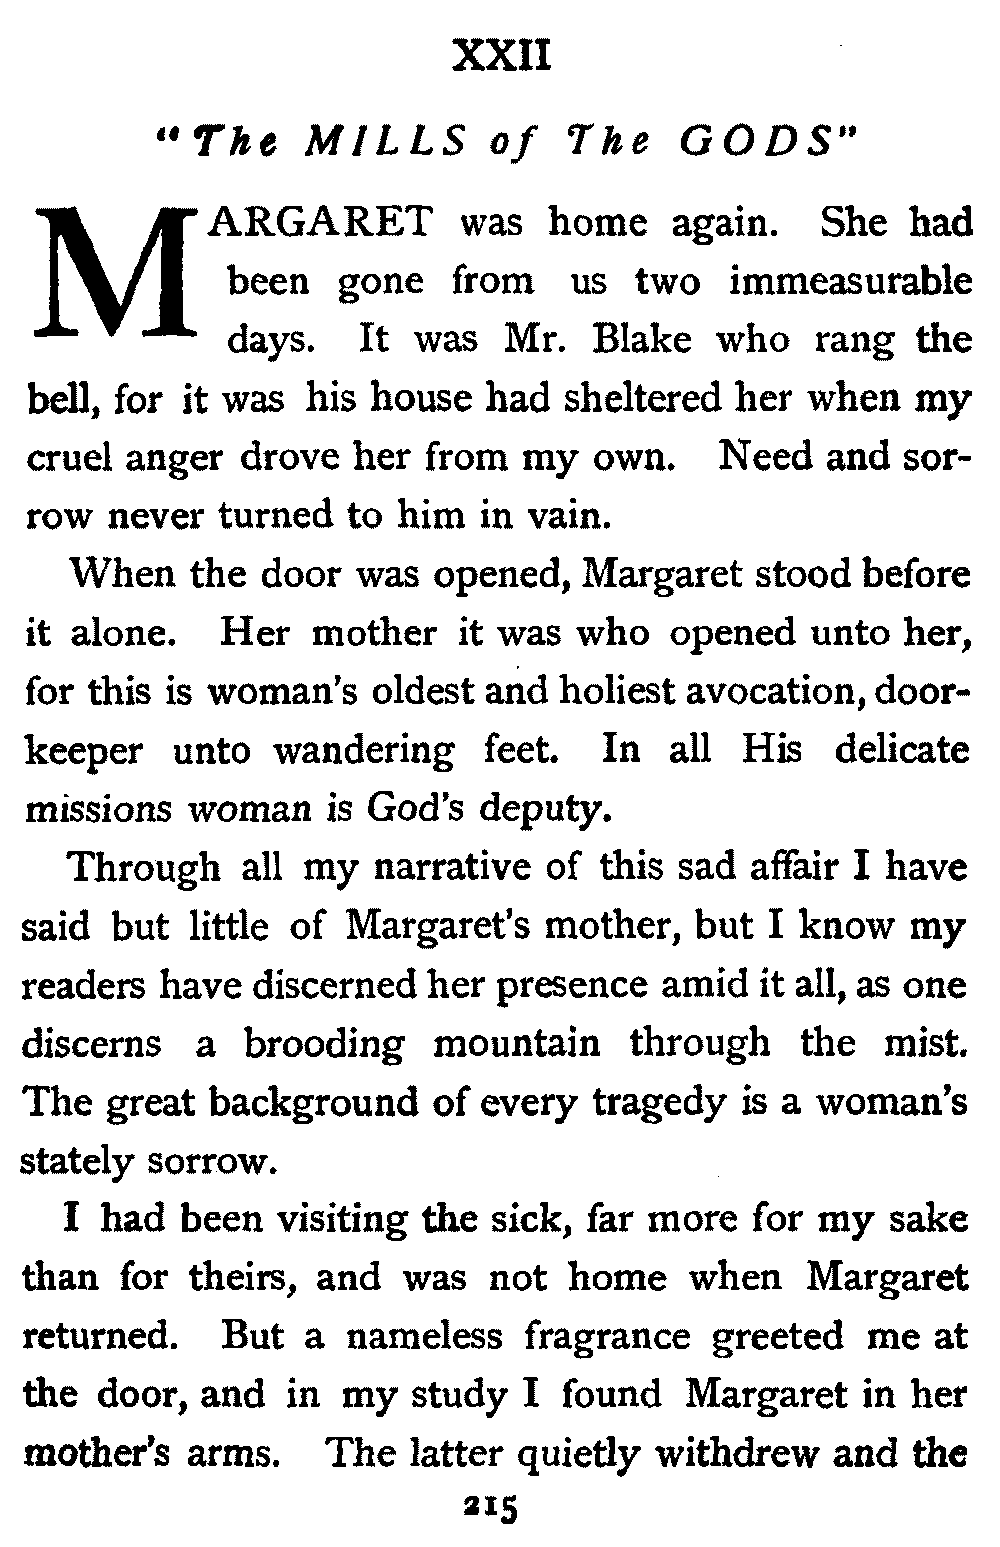 XXII
"The MILLS of The GODS"
MARGARET was home again. She had
been gone from us two immeasurable
days. It was Mr. Blake who rang the
bell, for it was his house had sheltered her when my
cruel anger drove her from my own. Need and sor-
row never turned to him in vain.
When the door was opened, Margaret stood before
it alone. Her mother it was who opened unto her,
for this is woman's oldest and holiest avocation, door-
keeper unto wandering feet. In all His delicate
missions woman is God's deputy.
Through all my narrative of this sad affair I have
said but little of Margaret's mother, but I know my
readers have discerned her presence amid it all, as one
discerns a brooding mountain through the mist.
The great background of every tragedy is a woman's
stately sorrow.
I had been visiting the sick, far more for my sake
than for theirs, and was not home when Margaret
returned. But a nameless fragrance greeted me at
the door, and in my study I found Margaret in her
mother's arms. The latter quietly withdrew and the
215